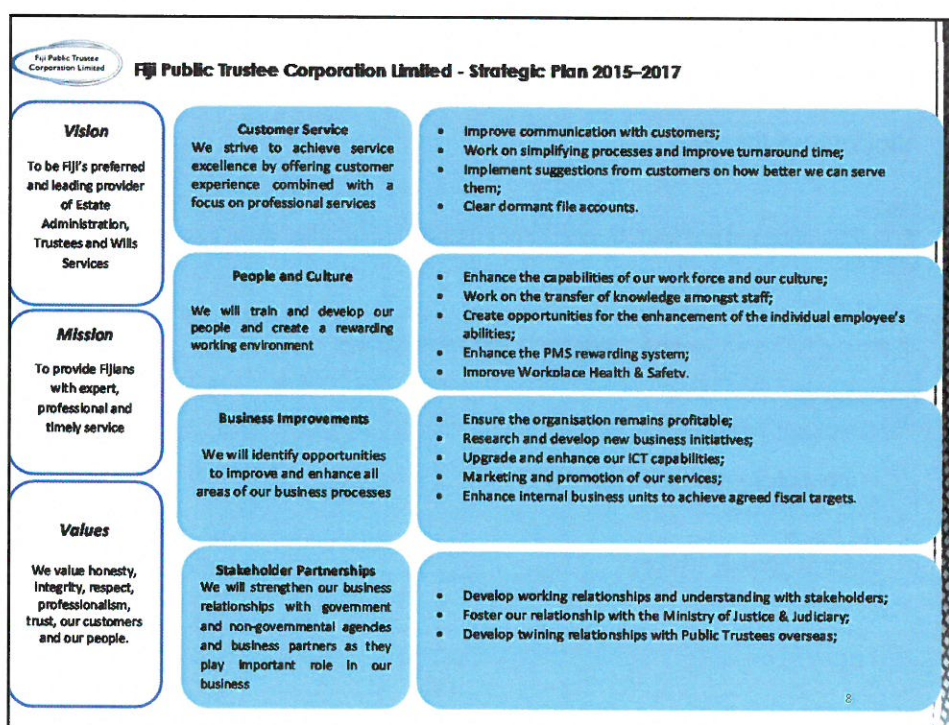 Fiji Public Trustee
Corporation Limited
Fiji Public Trustee Corporation Limited - Strategic Plan 2015–2017
Vision
To be Fiji's preferred
and leading provider
of Estate
Administration,
Trustees and Wills
Services
Mission
To provide Fijians
with expert,
professional and
timely service
Values
We value honesty,
integrity, respect,
professionalism,
trust, our customers
and our people.
Customer Service
We strive to achieve service
excellence by offering customer
experience combined with a
focus on professional services
• Improve communication with customers;
• Work on simplifying processes and improve turnaround time;
• Implement suggestions from customers on how better we can serve
them;
• Clear dormant file accounts.
People and Culture
We will train and develop our
people and create a rewarding
working environment
• Enhance the capabilities of our work force and our culture;
• Work on the transfer of knowledge amongst staff;
• Create opportunities for the enhancement of the individual employee's
abilities;
• Enhance the PMS rewarding system;
• Improve Workplace Health & Safety.
Business Improvements
We will identify opportunities
to improve and enhance all
areas of our business processes
• Ensure the organisation remains profitable;
• Research and develop new business initiatives;
• Upgrade and enhance our ICT capabilities;
• Marketing and promotion of our services;
• Enhance internal business units to achieve agreed fiscal targets.
Stakeholder Partnerships
We will strengthen our business
relationships with government
and non-governmental agendes
and business partners as they
play important role in our
business
• Develop working relationships and understanding with stakeholders;
• Foster our relationship with the Ministry of Justice & Judiciary;
• Develop twining relationships with Public Trustees overseas;
8